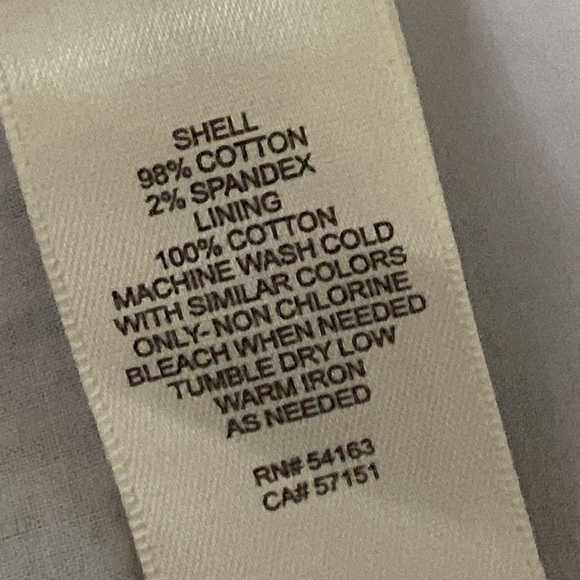 SHELL
98% COTTON
2% SPANDEX
LINING
100% COTTON
MACHINE WASH COLD
WITH SIMILAR COLORS
ONLY-NON CHLORINE
BLEACH WHEN NEEDED
TUMBLE DRY LOW
WARM IRON
AS NEEDED
RN# 54163
CA# 57151